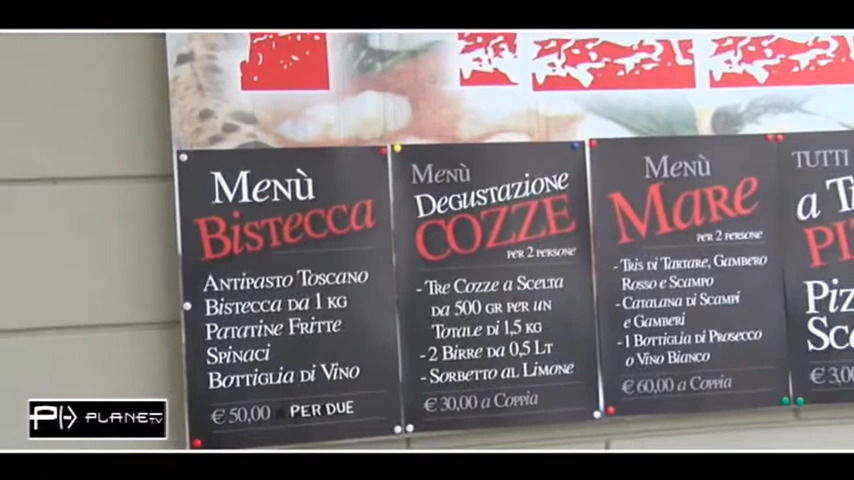 Menù
Bistecca
Antipasto Toscano
Bistecca da 1 kg
Patatine Fritte
Spinaci
Bottiglia di Vino
€ 50,00 PER DUE
Menù
Degustazione
COZZE
per 2 persone
- Tre Cozze a Scelta
da 500 gr per un
Totale di 1,5 kg
- 2 Birre da 0,5 lt
- Sorbetto al Limone
€ 30,00 a Coppia
Menù
Mare
per 2 persone
- Tris di Tartare, Gambero
Rosso e Scampo
- Catalana di Scampi
e Gamberi
- 1 Bottiglia di Prosecco
o Vino Bianco
€ 60,00 a Coppia
TUTTI
PLANET TV